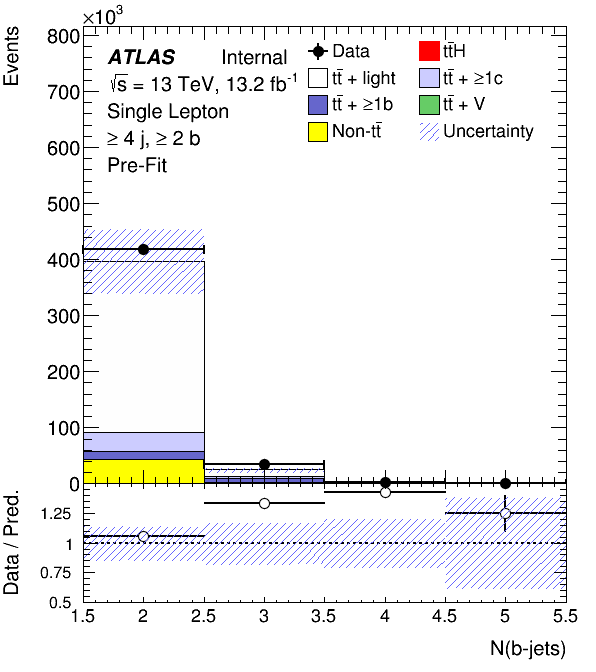 ×10³
Events
800
700
600
500
400
300
200
100
0
ATLAS Internal
√s = 13 TeV, 13.2 fb⁻¹
Single Lepton
≥ 4 j, ≥ 2 b
Pre-Fit
Data
tt̄H
tt̄ + light
tt̄ + ≥1c
tt̄ + ≥1b
tt̄ + V
Non-tt̄
Uncertainty
Data / Pred.
1.25
1
0.75
0.5
1.5 2 2.5 3 3.5 4 4.5 5 5.5
N(b-jets)